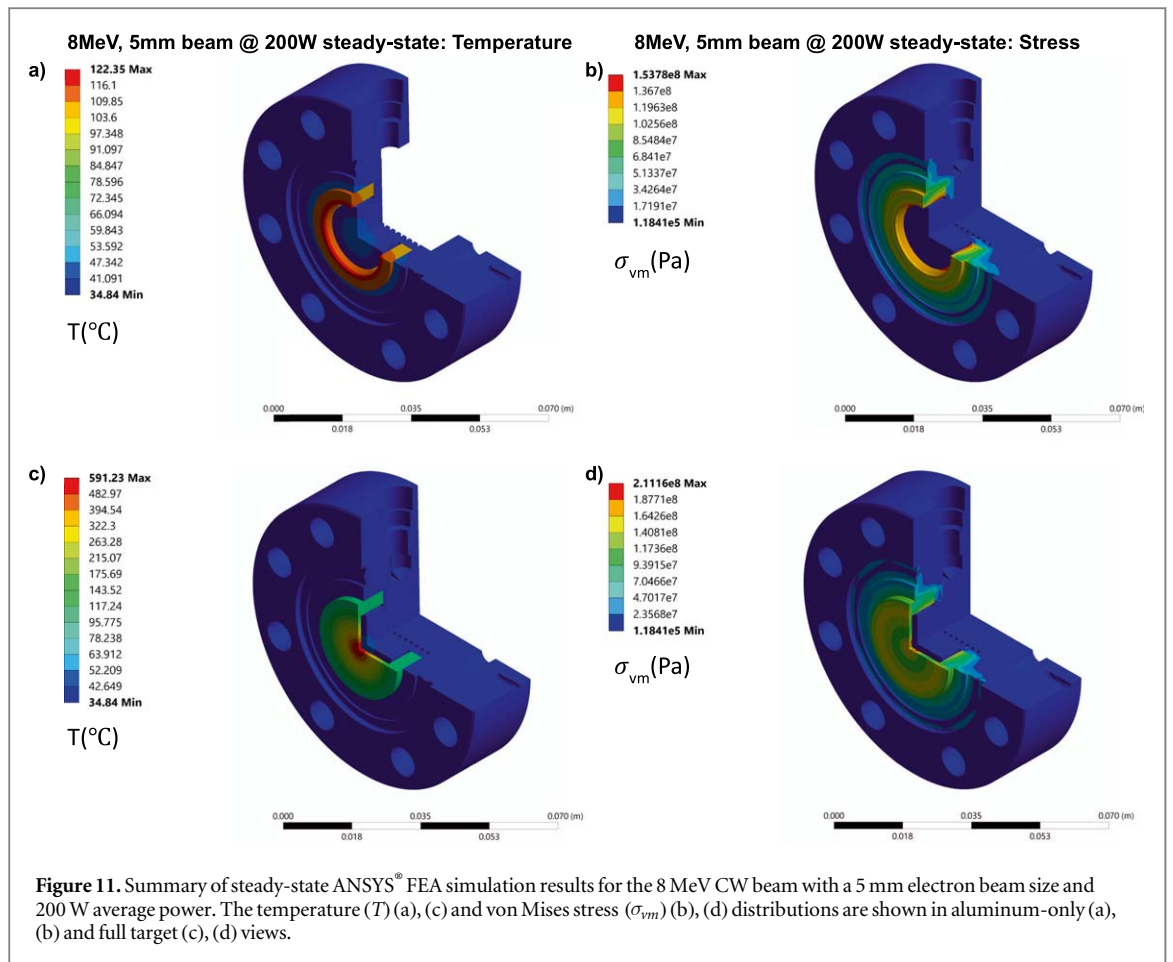 8MeV, 5mm beam @ 200W steady-state: Temperature
8MeV, 5mm beam @ 200W steady-state: Stress
a)
122.35 Max
116.1
109.85
103.6
97.348
91.097
84.847
78.596
72.345
66.094
59.843
53.592
47.342
41.091
34.84 Min
T(°C)
0.000
0.035
0.070 (m)
0.018
0.053
b)
1.5378e8 Max
1.367e8
1.1963e8
1.0256e8
8.5484e7
6.841e7
5.1337e7
3.4264e7
1.7191e7
1.1841e5 Min
σvm(Pa)
0.000
0.035
0.070 (m)
0.018
0.053
c)
591.23 Max
482.97
394.54
322.3
263.28
215.07
175.69
143.52
117.24
95.775
78.238
63.912
52.209
42.649
34.84 Min
T(°C)
0.000
0.035
0.070 (m)
0.018
0.053
d)
2.1116e8 Max
1.8771e8
1.6426e8
1.4081e8
1.1736e8
9.3915e7
7.0466e7
4.7017e7
2.3568e7
1.1841e5 Min
σvm(Pa)
0.000
0.035
0.070 (m)
0.018
0.053
Figure 11. Summary of steady-state ANSYS® FEA simulation results for the 8 MeV CW beam with a 5 mm electron beam size and
200 W average power. The temperature (T) (a), (c) and von Mises stress (σvm) (b), (d) distributions are shown in aluminum-only (a),
(b) and full target (c), (d) views.